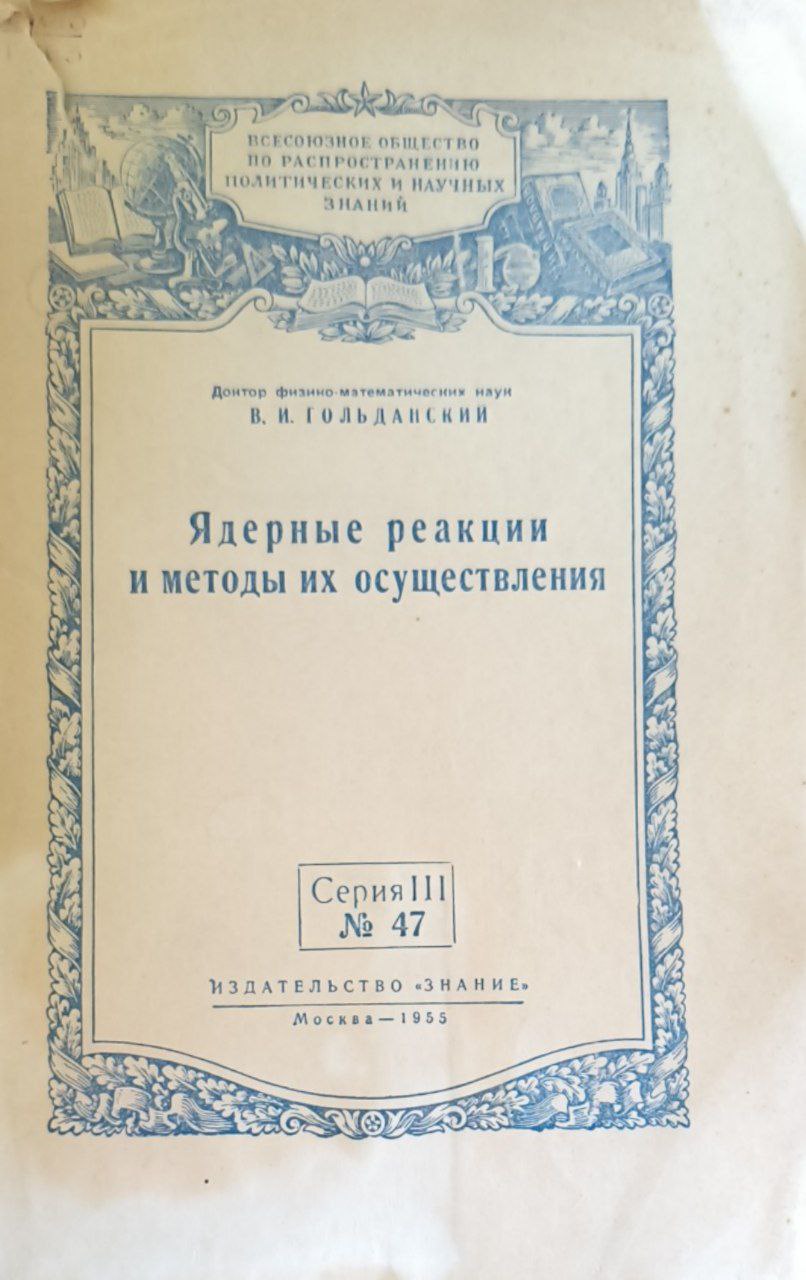 ВСЕСОЮЗНОЕ ОБЩЕСТВО
ПО РАСПРОСТРАНЕНИЮ
ПОЛИТИЧЕСКИХ И НАУЧНЫХ
ЗНАНИЙ
Доктор физико-математических наук
В. И. ГОЛЬДАНСКИЙ
Ядерные реакции
и методы их осуществления
Серия III
№ 47
ИЗДАТЕЛЬСТВО «ЗНАНИЕ»
Москва — 1955